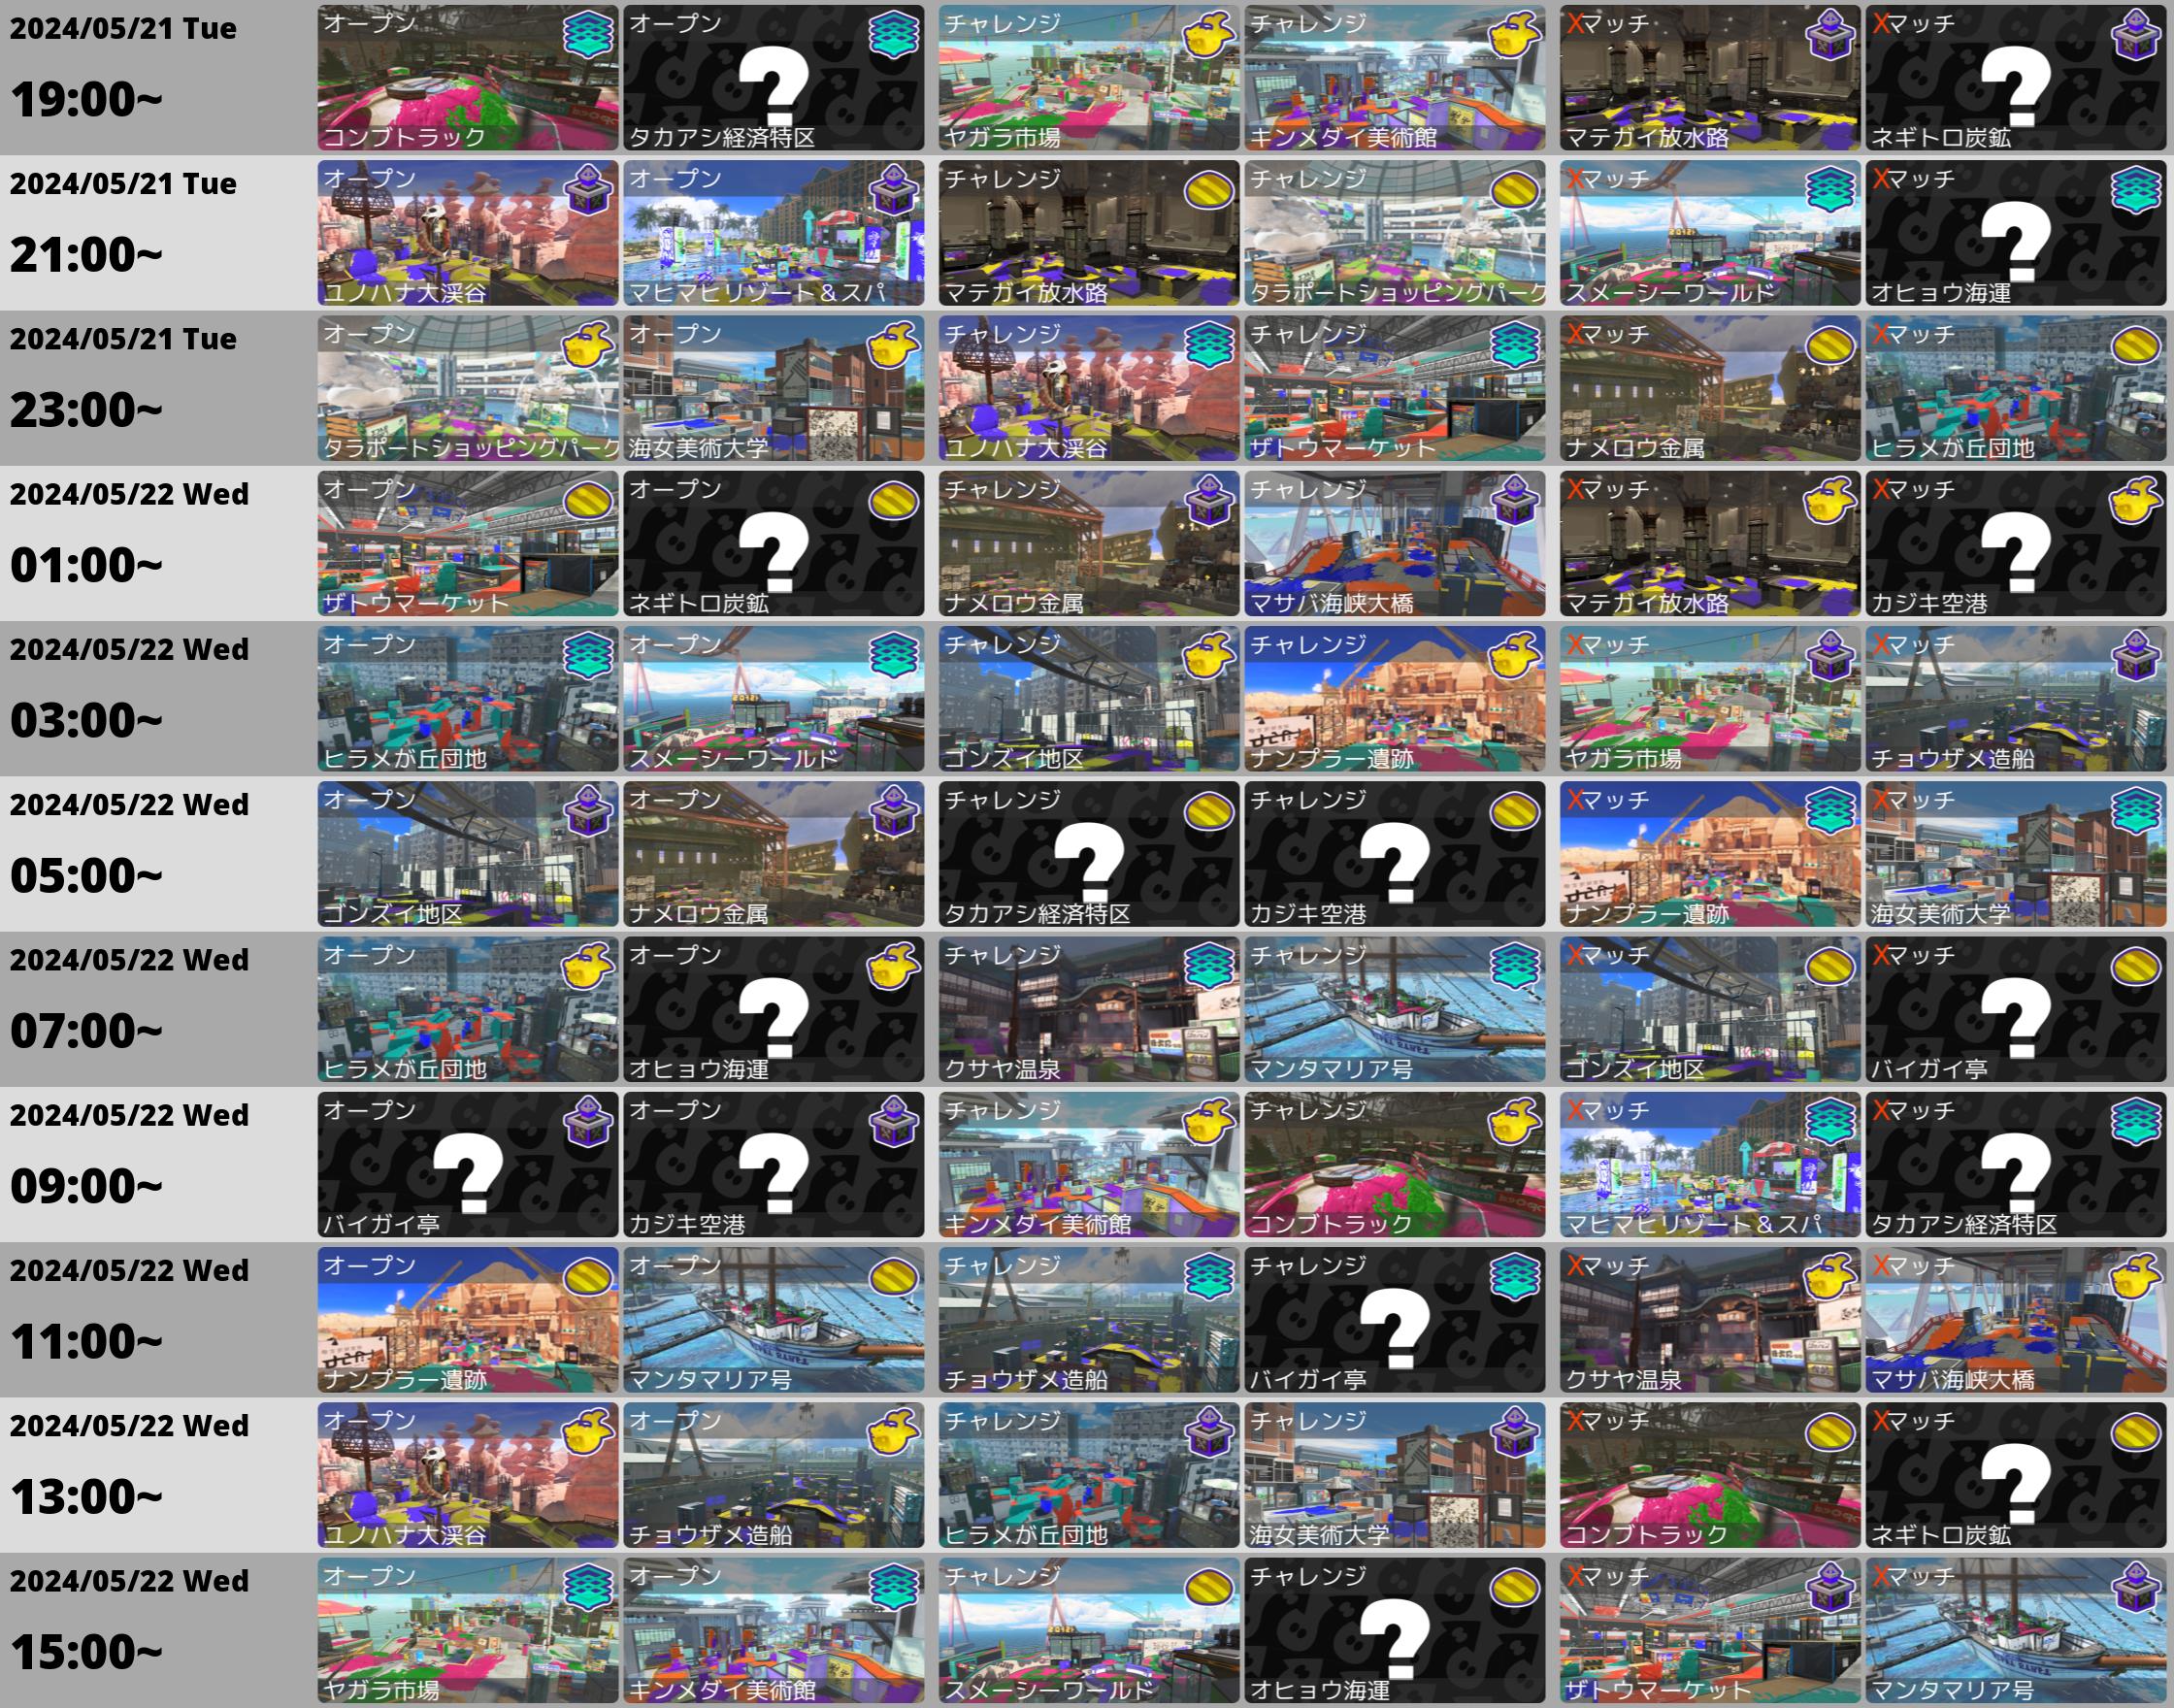 2024/05/21 Tue
19:00~
オープン
コンブトラック
オープン
タカアシ経済特区
チャレンジ
ヤガラ市場
チャレンジ
キンメダイ美術館
Xマッチ
マテガイ放水路
Xマッチ
ネギトロ炭鉱
2024/05/21 Tue
21:00~
オープン
ユノハナ大渓谷
オープン
マヒマヒリゾート＆スパ
チャレンジ
マテガイ放水路
チャレンジ
タラポートショッピングパーク
Xマッチ
スメーシーワールド
Xマッチ
オヒョウ海運
2024/05/21 Tue
23:00~
オープン
タラポートショッピングパーク
オープン
海女美術大学
チャレンジ
ユノハナ大渓谷
チャレンジ
ザトウマーケット
Xマッチ
ナメロウ金属
Xマッチ
ヒラメが丘団地
2024/05/22 Wed
01:00~
オープン
ザトウマーケット
オープン
ネギトロ炭鉱
チャレンジ
ナメロウ金属
チャレンジ
マサバ海峡大橋
Xマッチ
マテガイ放水路
Xマッチ
カジキ空港
2024/05/22 Wed
03:00~
オープン
ヒラメが丘団地
オープン
スメーシーワールド
チャレンジ
ゴンズイ地区
チャレンジ
ナンプラー遺跡
Xマッチ
ヤガラ市場
Xマッチ
チョウザメ造船
2024/05/22 Wed
05:00~
オープン
ゴンズイ地区
オープン
ナメロウ金属
チャレンジ
タカアシ経済特区
チャレンジ
カジキ空港
Xマッチ
ナンプラー遺跡
Xマッチ
海女美術大学
2024/05/22 Wed
07:00~
オープン
ヒラメが丘団地
オープン
オヒョウ海運
チャレンジ
クサヤ温泉
チャレンジ
マンタマリア号
Xマッチ
ゴンズイ地区
Xマッチ
バイガイ亭
2024/05/22 Wed
09:00~
オープン
バイガイ亭
オープン
カジキ空港
チャレンジ
キンメダイ美術館
チャレンジ
コンブトラック
Xマッチ
マヒマヒリゾート＆スパ
Xマッチ
タカアシ経済特区
2024/05/22 Wed
11:00~
オープン
ナンプラー遺跡
オープン
マンタマリア号
チャレンジ
チョウザメ造船
チャレンジ
バイガイ亭
Xマッチ
クサヤ温泉
Xマッチ
マサバ海峡大橋
2024/05/22 Wed
13:00~
オープン
ユノハナ大渓谷
オープン
チョウザメ造船
チャレンジ
ヒラメが丘団地
チャレンジ
海女美術大学
Xマッチ
コンブトラック
Xマッチ
ネギトロ炭鉱
2024/05/22 Wed
15:00~
オープン
ヤガラ市場
オープン
キンメダイ美術館
チャレンジ
スメーシーワールド
チャレンジ
オヒョウ海運
Xマッチ
ザトウマーケット
Xマッチ
マンタマリア号